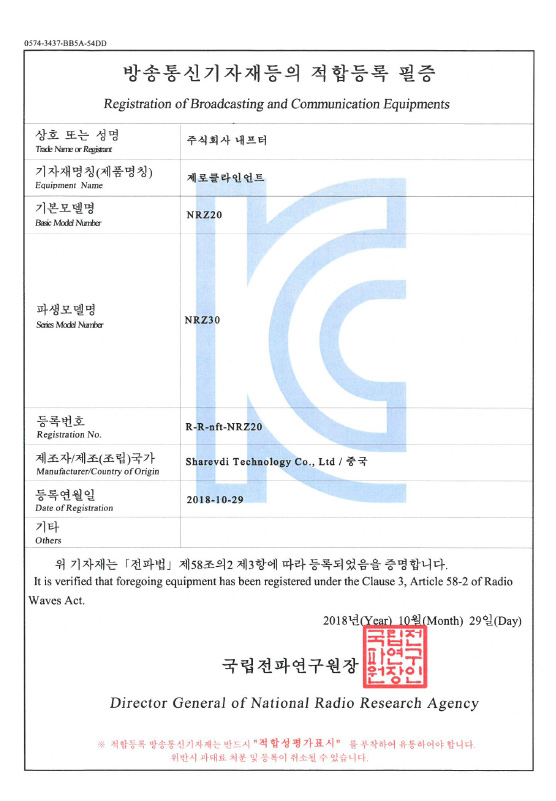 0574-3437-BB5A-54DD
방송통신기자재등의 적합등록 필증
Registration of Broadcasting and Communication Equipments
상호 또는 성명
Trade Name or Registrant
주식회사 내프터
기자재명칭(제품명칭)
Equipment Name
제로클라인언트
기본모델명
Basic Model Number
NRZ20
파생모델명
Series Model Number
NRZ30
등록번호
Registration No.
R-R-nft-NRZ20
제조자/제조(조립)국가
Manufacturer/Country of Origin
Sharevdi Technology Co., Ltd / 중국
등록연월일
Date of Registration
2018-10-29
기타
Others
위 기자재는「전파법」제58조의2 제3항에 따라 등록되었음을 증명합니다.
It is verified that foregoing equipment has been registered under the Clause 3, Article 58-2 of Radio
Waves Act.
2018년(Year) 10월(Month) 29일(Day)
국립전파연구원장
국립전
파연구
원장인
Director General of National Radio Research Agency
※ 적합등록 방송통신기자재는 반드시 "적합성평가표시" 를 부착하여 유통하여야 합니다.
위반시 과태료 처분 및 등록이 취소될 수 있습니다.